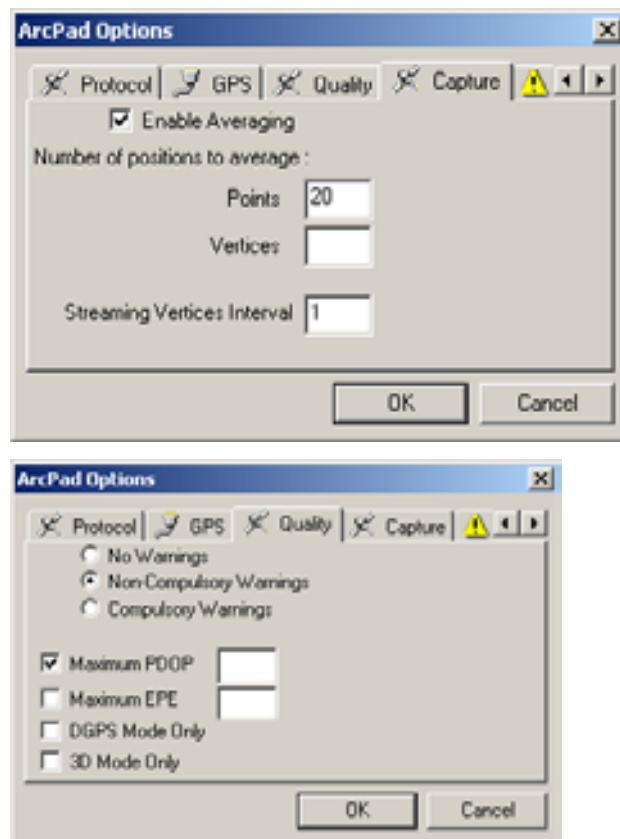 ArcPad Options
Protocol GPS Quality Capture
Enable Averaging
Number of positions to average :
Points 20
Vertices
Streaming Vertices Interval 1
OK Cancel
ArcPad Options
Protocol GPS Quality Capture
No Warnings
Non-Compulsory Warnings
Compulsory Warnings
Maximum PDOP
Maximum EPE
DGPS Mode Only
3D Mode Only
OK Cancel